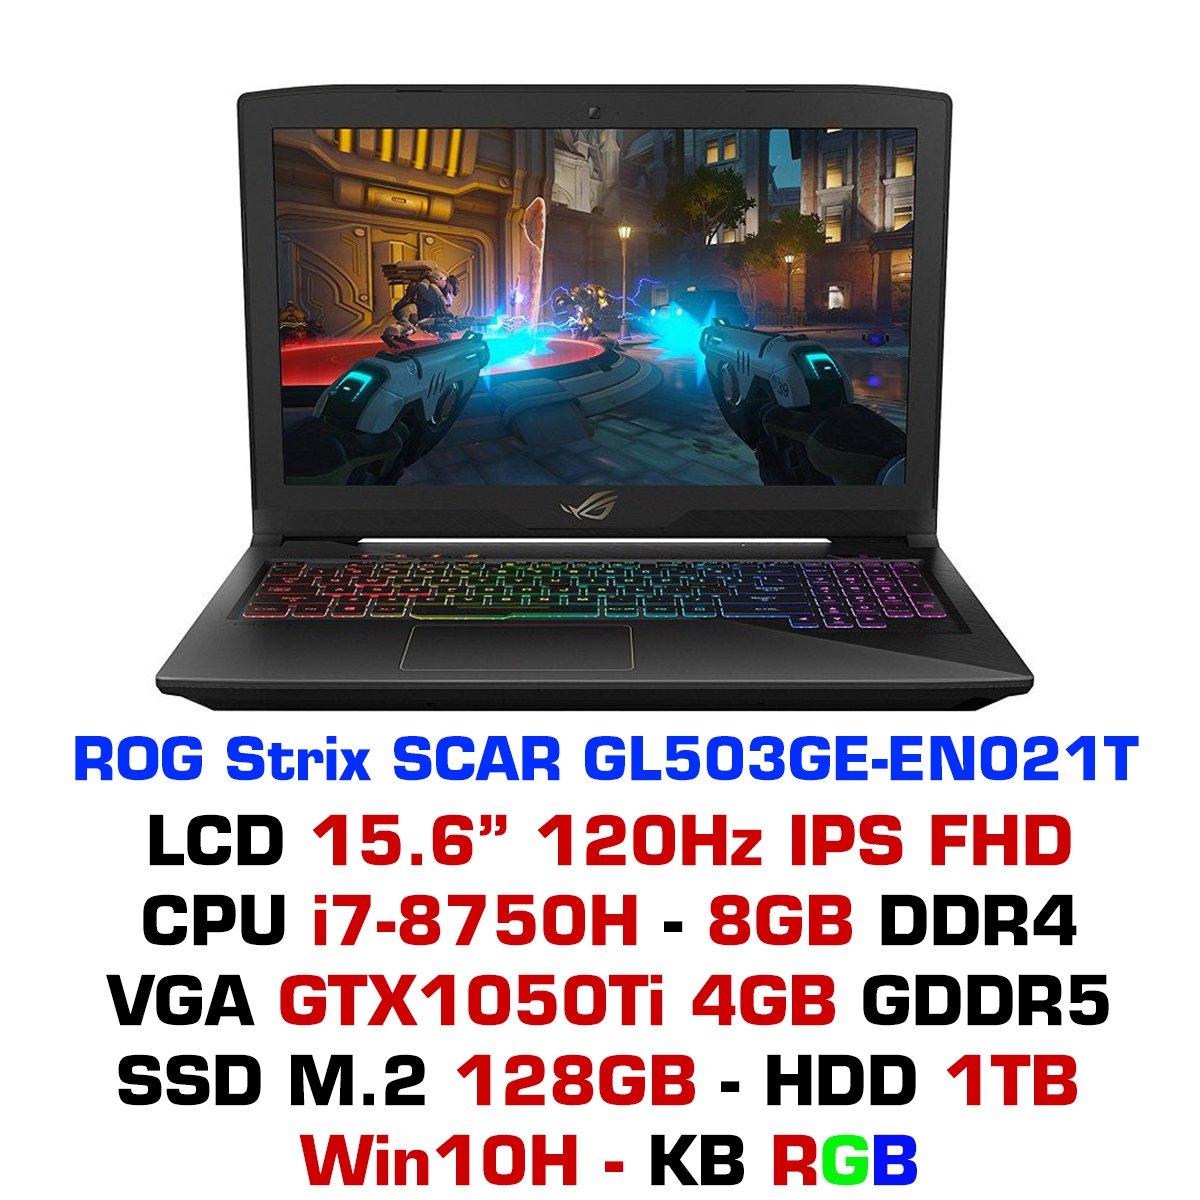 ROG Strix SCAR GL503GE-EN021T
LCD 15.6” 120Hz IPS FHD
CPU i7-8750H - 8GB DDR4
VGA GTX1050Ti 4GB GDDR5
SSD M.2 128GB - HDD 1TB
Win10H - KB RGB